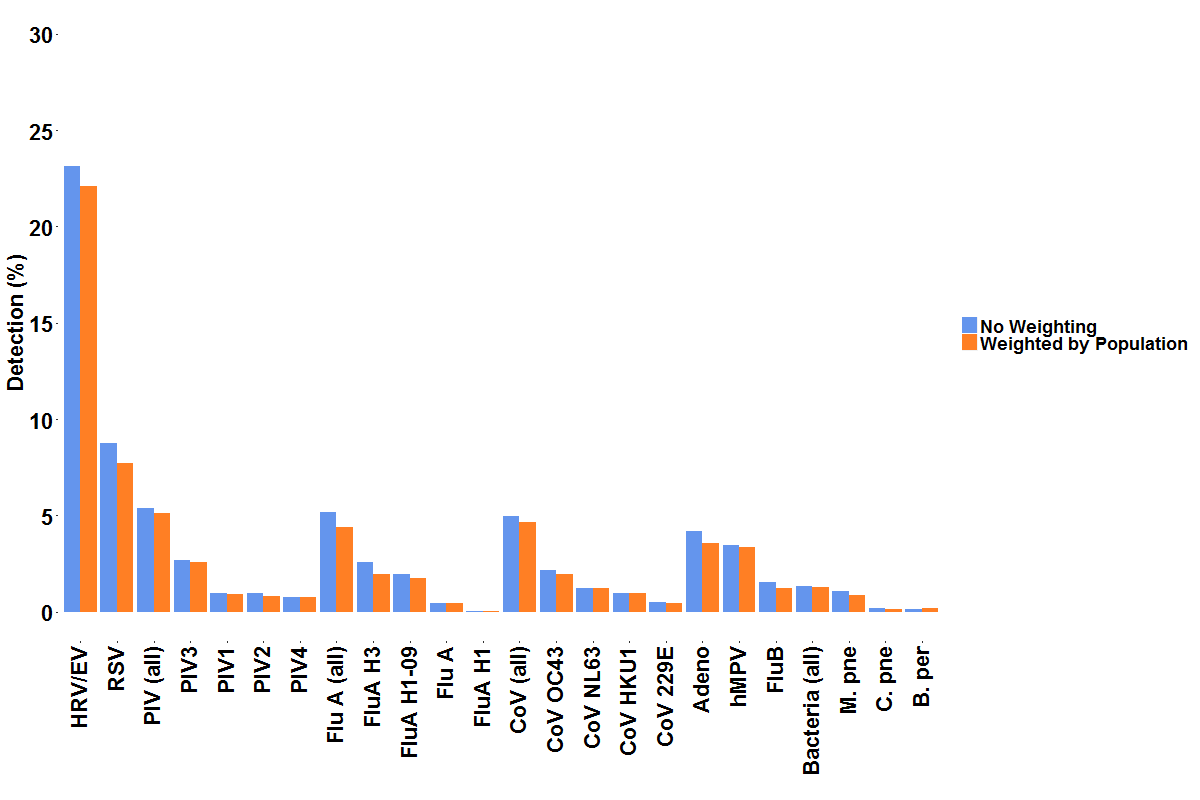 30
25
20
15
10
5
0
Detection (%)
HRV/EV
RSV
PIV (all)
PIV3
PIV1
PIV2
PIV4
Flu A (all)
FluA H3
FluA H1-09
Flu A
FluA H1
CoV (all)
CoV OC43
CoV NL63
CoV HKU1
CoV 229E
Adeno
hMPV
FluB
Bacteria (all)
M. pne
C. pne
B. per
No Weighting
Weighted by Population